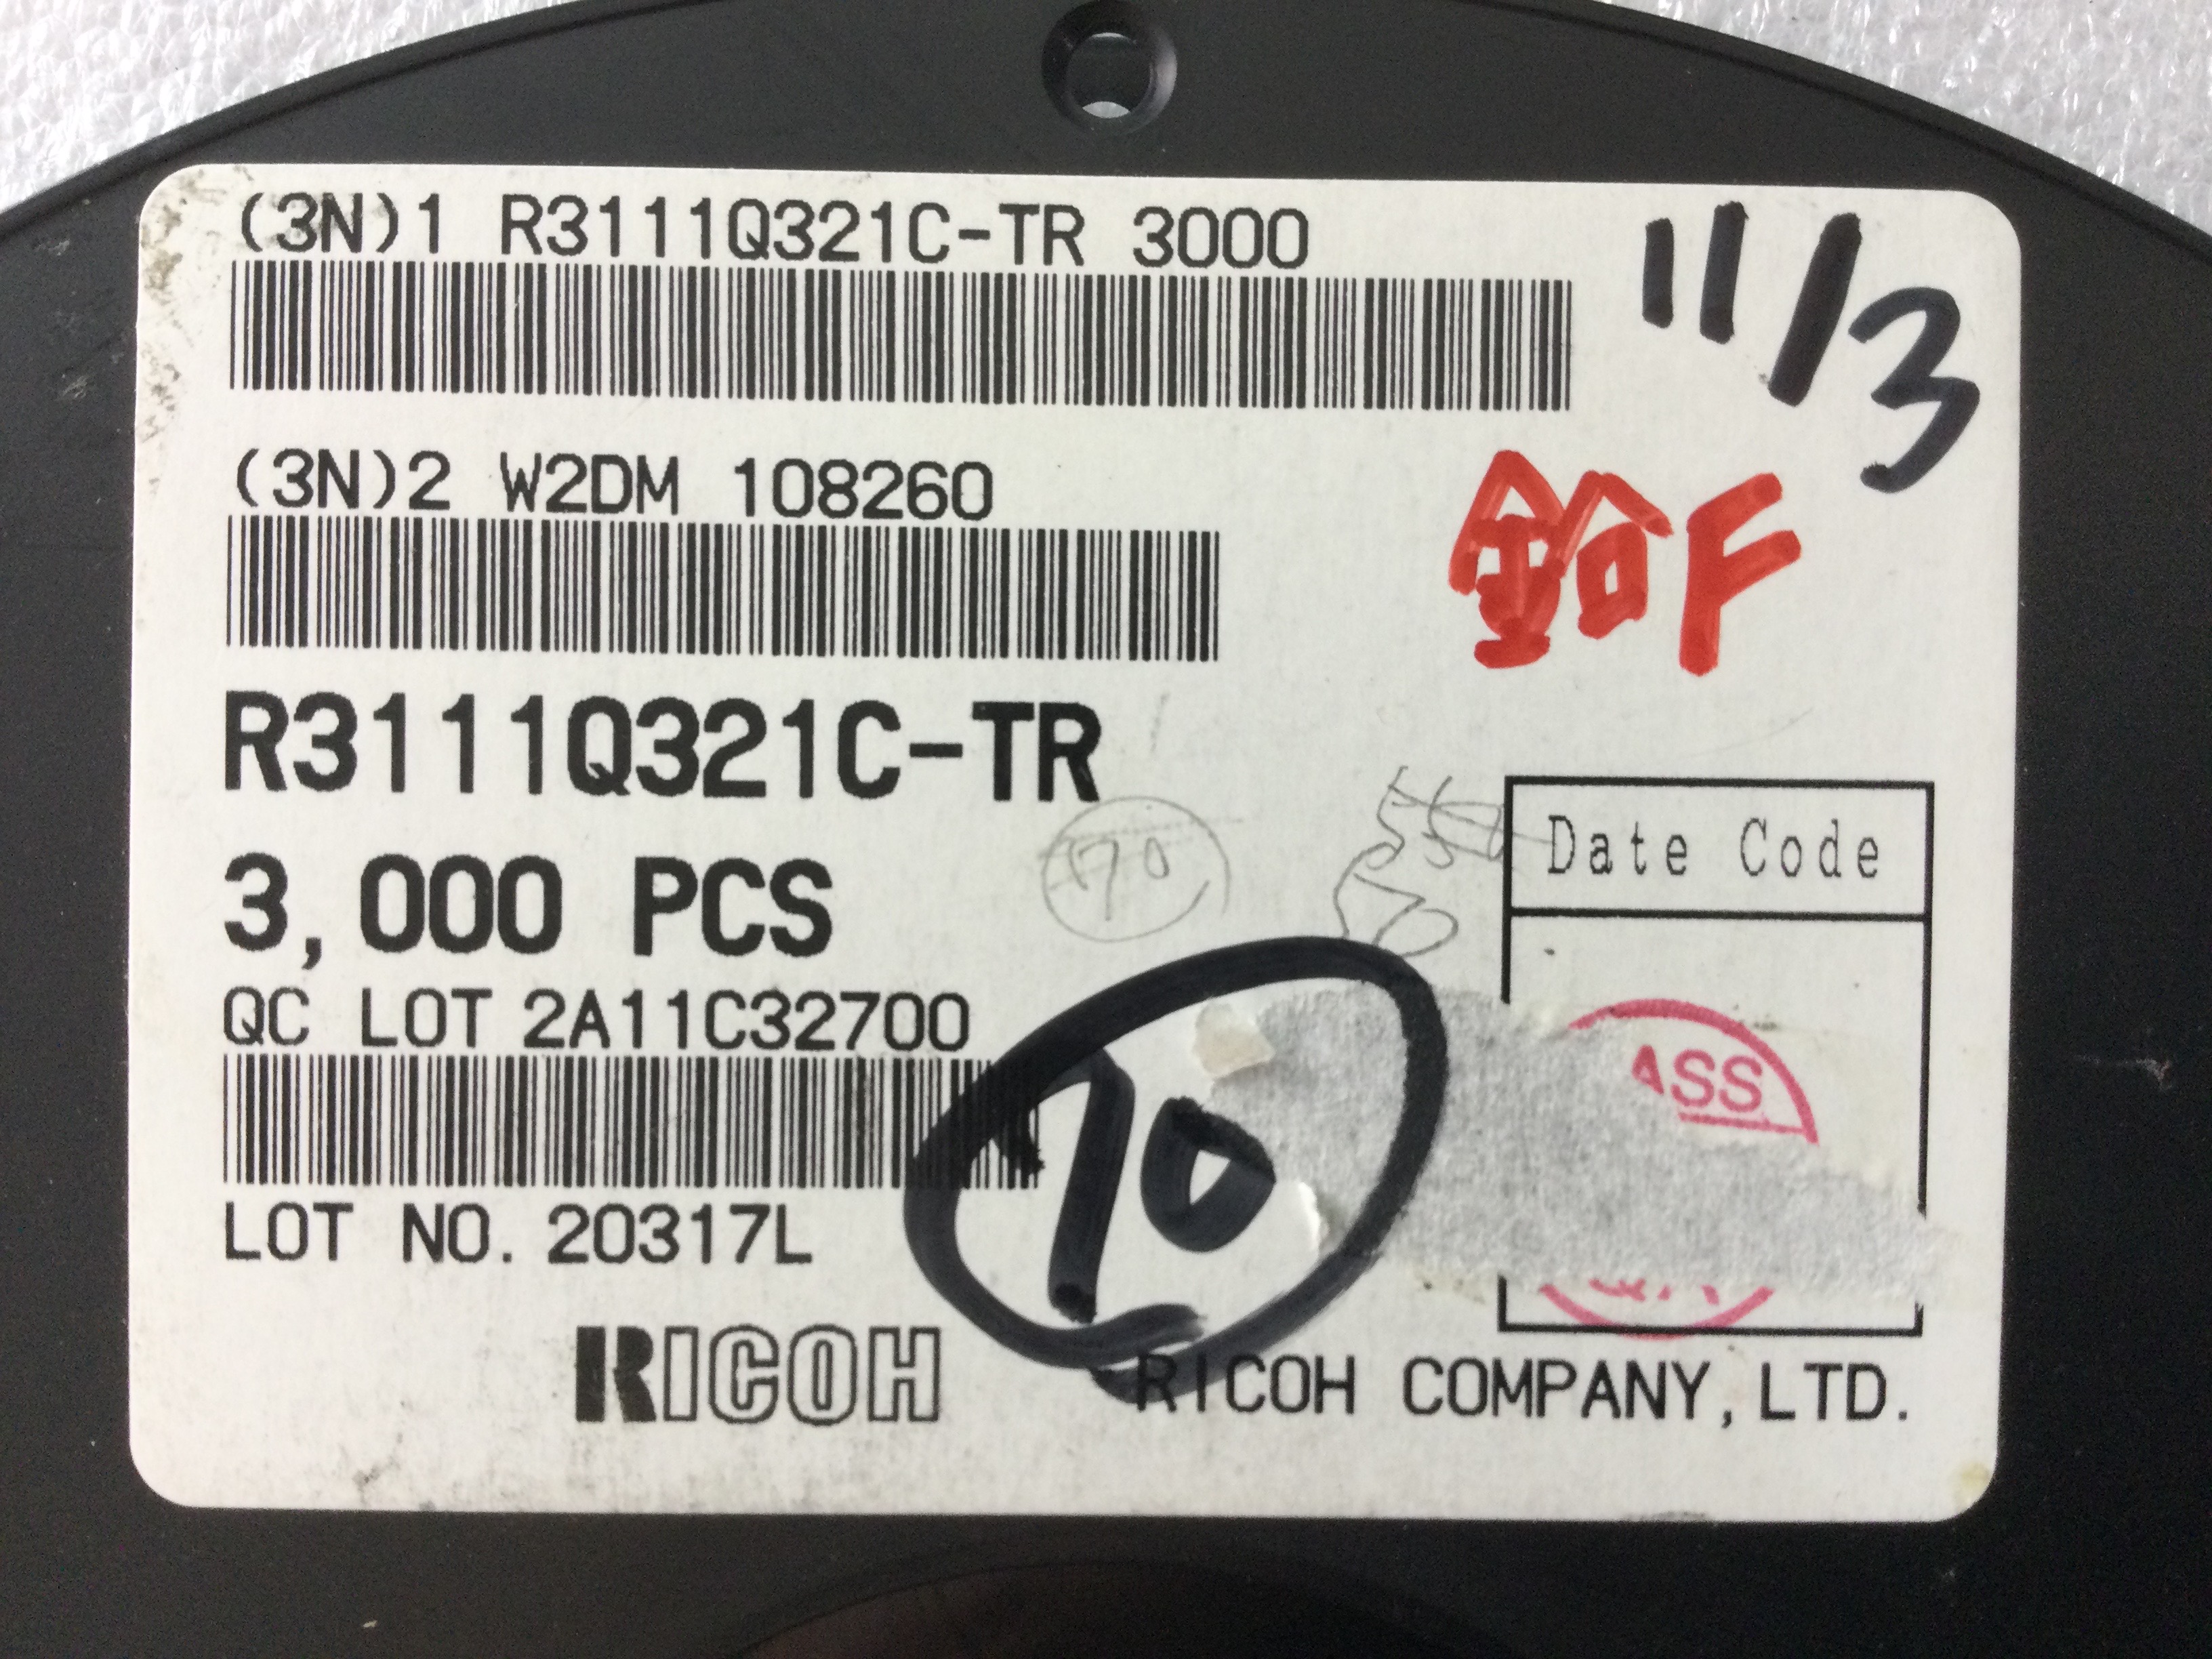 (3N)1 R3111Q321C-TR 3000
11/3
(3N)2 W2DM 108260
鉛F
R3111Q321C-TR
170
3,000 PCS
Date Code
QC LOT 2A11C32700
70
ASS
LOT NO. 20317L
RICOH
RICOH COMPANY, LTD.